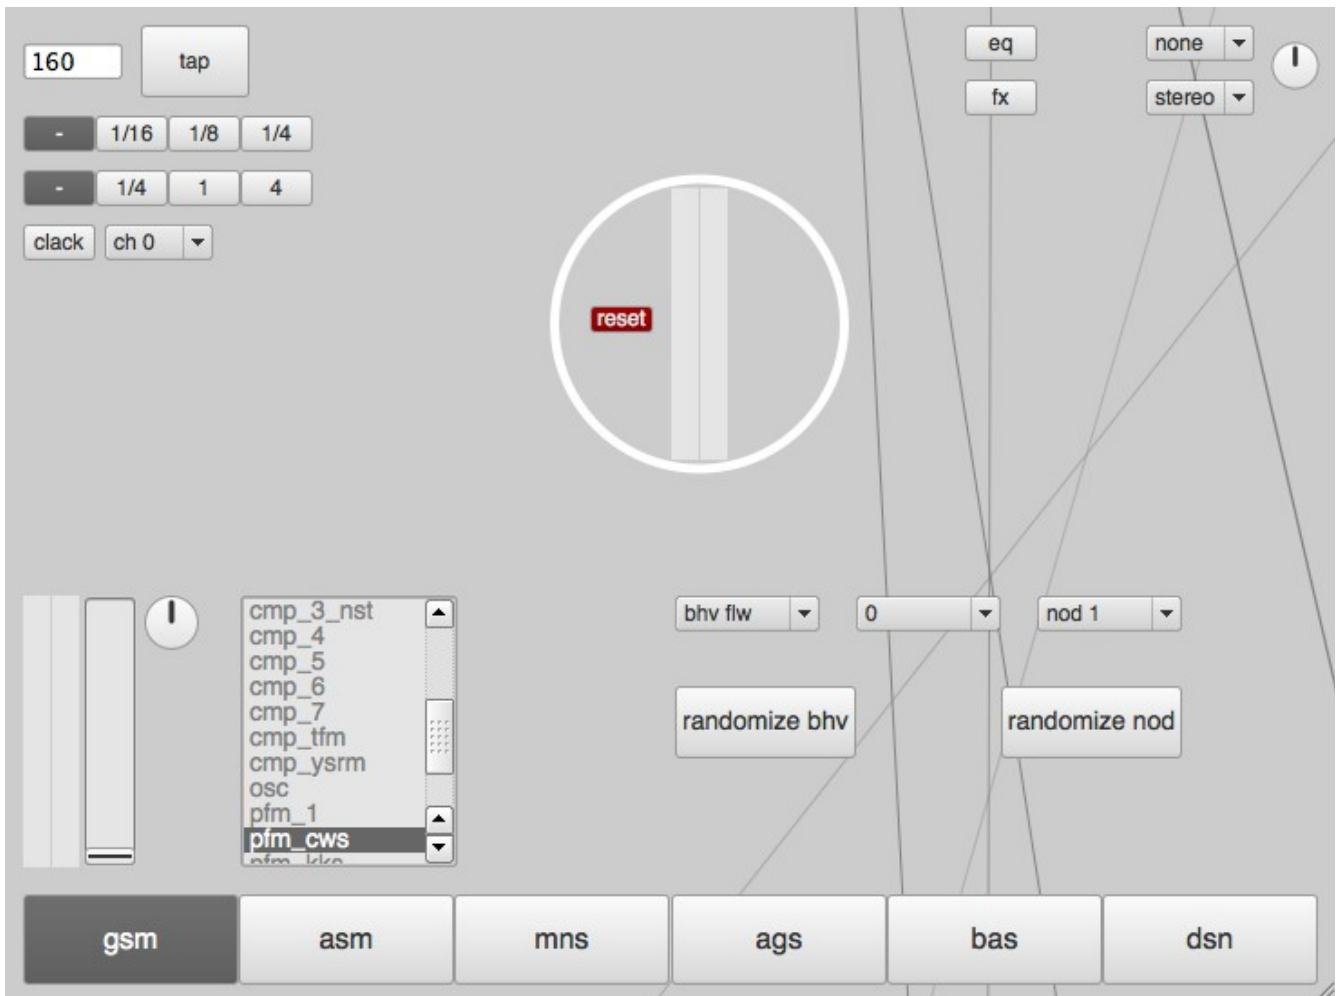 160
tap
eq
none
fx
stereo
- 1/16 1/8 1/4
- 1/4 1 4
clack
ch 0
reset
cmp_3_nst
cmp_4
cmp_5
cmp_6
cmp_7
cmp_tfm
cmp_ysrm
osc
pfm_1
pfm_cws
bhv flw
0
nod 1
randomize bhv
randomize nod
gsm
asm
mns
ags
bas
dsn